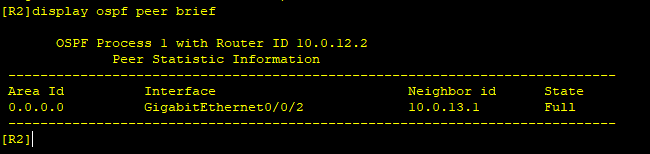 [R2]display ospf peer brief
OSPF Process 1 with Router ID 10.0.12.2
Peer Statistic Information
----------------------------------------------------------------------------
Area Id Interface Neighbor id State
0.0.0.0 GigabitEthernet0/0/2 10.0.13.1 Full
----------------------------------------------------------------------------
[R2]